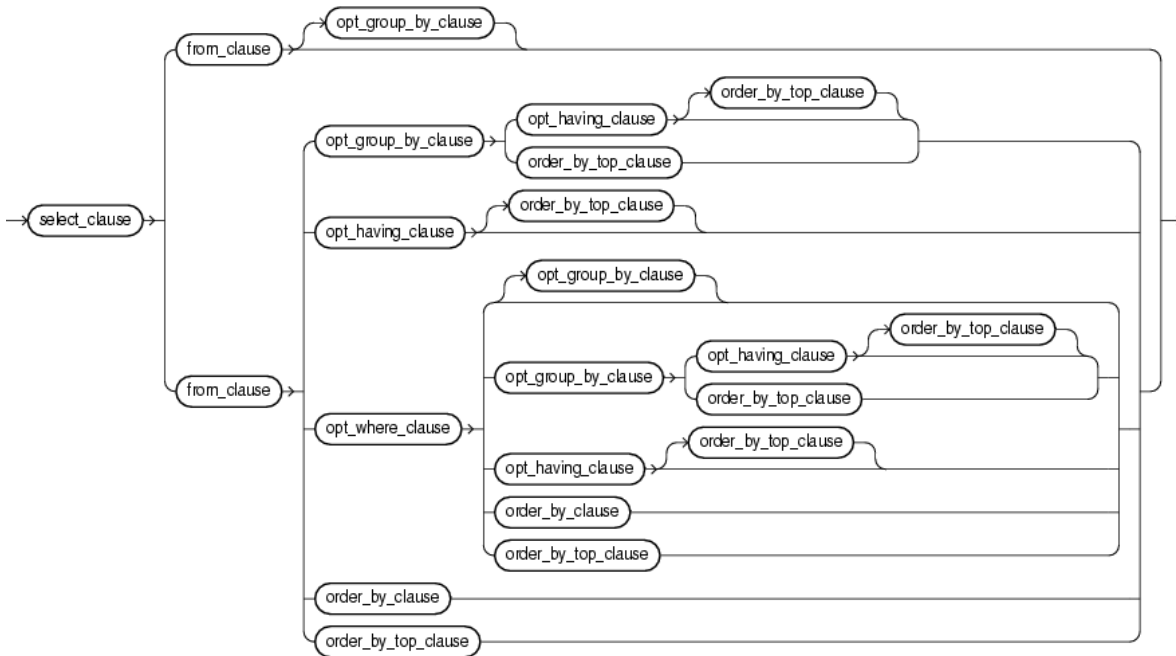 opt_group_by_clause
from_clause
order_by_top_clause
opt_having_clause
opt_group_by_clause
order_by_top_clause
order_by_top_clause
select_clause
opt_having_clause
opt_group_by_clause
order_by_top_clause
opt_having_clause
opt_group_by_clause
from_clause
order_by_top_clause
opt_where_clause
order_by_top_clause
opt_having_clause
order_by_clause
order_by_top_clause
order_by_clause
order_by_top_clause